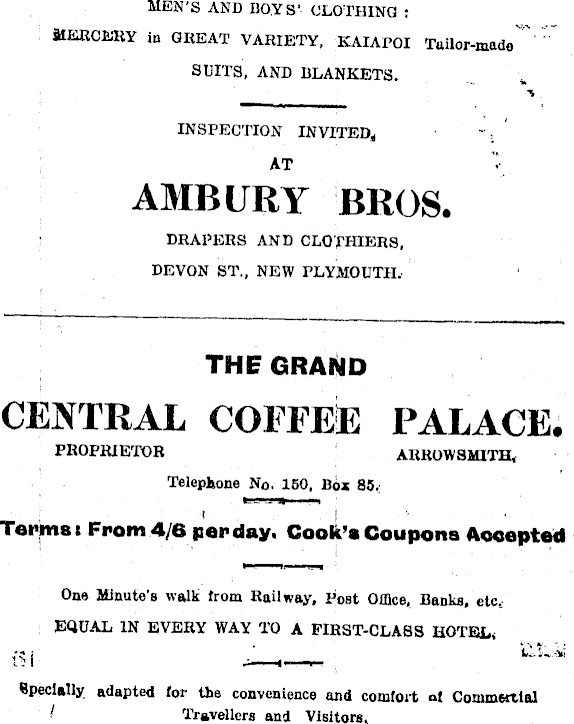 MEN'S AND BOYS' CLOTHING:
MERCERY in GREAT VARIETY, KAIAPOI Tailor-made
SUITS, AND BLANKETS.
INSPECTION INVITED,
AT
AMBURY BROS.
DRAPERS AND CLOTHIERS,
DEVON ST., NEW PLYMOUTH.
THE GRAND
CENTRAL COFFEE PALACE.
PROPRIETOR ARROWSMITH,
Telephone No. 150, Box 85.
Terms: From 4/6 per day. Cook's Coupons Accepted
One Minute's walk from Railway, Post Office, Banks, etc,
EQUAL IN EVERY WAY TO A FIRST-CLASS HOTEL,
Specially adapted for the convenience and comfort of Commercial
Travellers and Visitors,